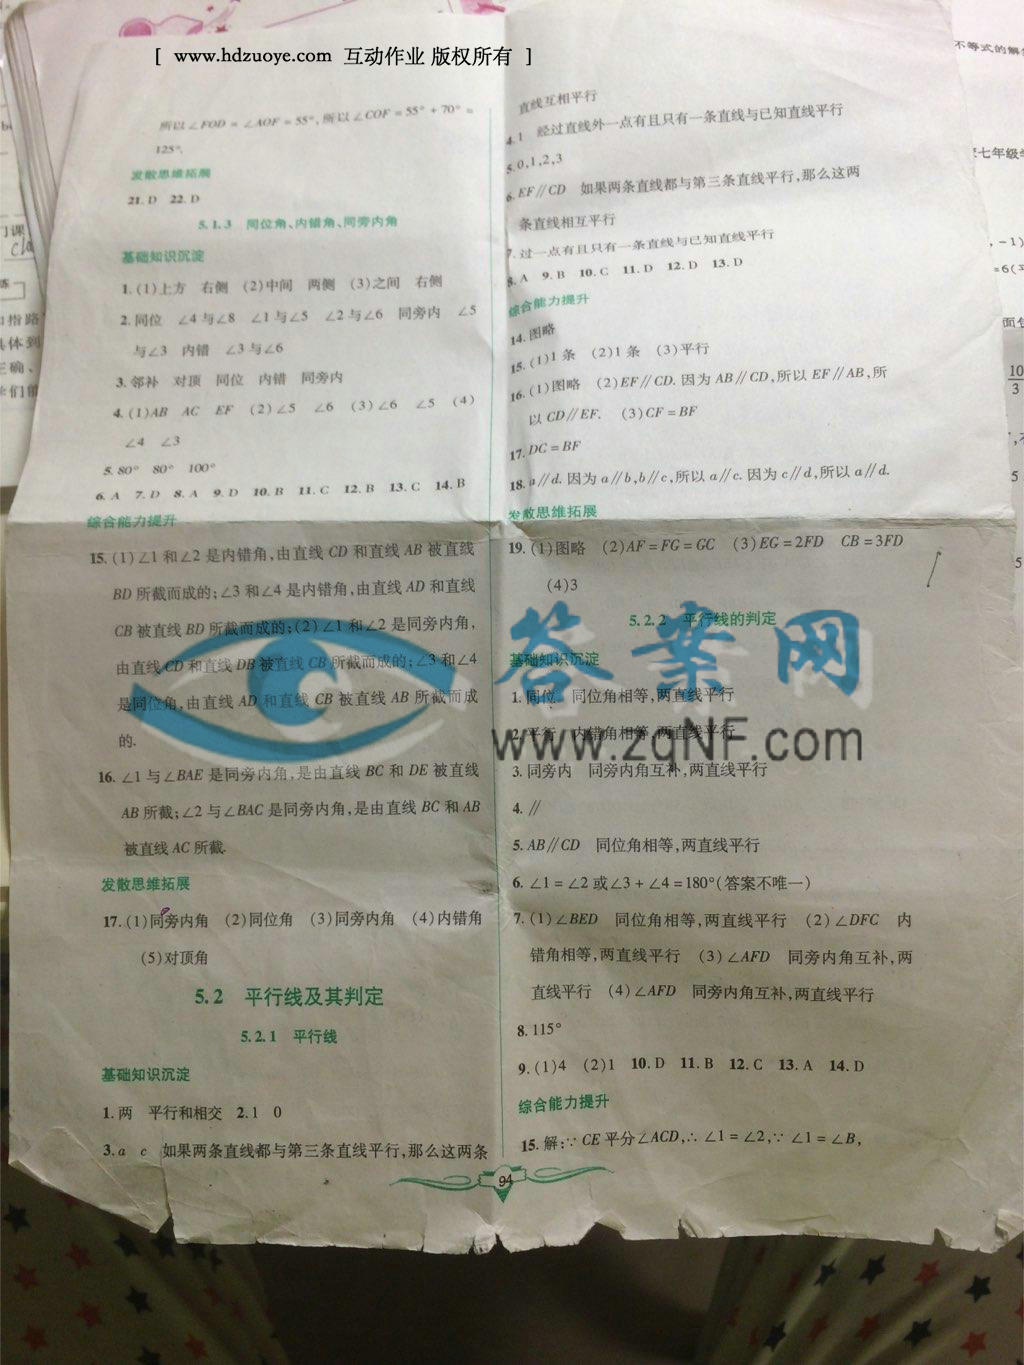 [ www.hdzuoye.com 互动作业 版权所有 ]
所以∠FOD=∠AOF=55°,所以∠COF=55°+70°=
125°.
发散思维拓展
21. D 22. D
5.1.3 同位角、内错角、同旁内角
基础知识沉淀
1. (1)上方 右侧 (2)中间 两侧 (3)之间 右侧
2. 同位 ∠4与∠8 ∠1与∠5 ∠2与∠6 同旁内 ∠5
与∠3 内错 ∠3与∠6
3. 邻补 对顶 同位 内错 同旁内
4. (1)AB AC EF (2)∠5 ∠6 (3)∠6 ∠5 (4)
∠4 ∠3
5. 80° 80° 100°
6. A 7. D 8. A 9. D 10. B 11. C 12. B 13. C 14. B
综合能力提升
15. (1)∠1和∠2是内错角,由直线CD和直线AB被直线
BD所截而成的;∠3和∠4是内错角,由直线AD和直线
CB被直线BD所截而成的;(2)∠1和∠2是同旁内角,
由直线CD和直线DB被直线CB所截而成的;∠3和∠4
是同位角,由直线AD和直线CB被直线AB所截而成
的.
16. ∠1与∠BAE是同旁内角,是由直线BC和DE被直线
AB所截;∠2与∠BAC是同旁内角,是由直线BC和AB
被直线AC所截.
发散思维拓展
17. (1)同旁内角 (2)同位角 (3)同旁内角 (4)内错角
(5)对顶角
5.2 平行线及其判定
5.2.1 平行线
基础知识沉淀
1. 两 平行和相交 2. 1 0
3. a c 如果两条直线都与第三条直线平行,那么这两条
直线互相平行
4. 1 经过直线外一点有且只有一条直线与已知直线平行
5. 0,1,2,3
6. EF∥CD 如果两条直线都与第三条直线平行,那么这两
条直线相互平行
7. 过一点有且只有一条直线与已知直线平行
8. A 9. B 10. C 11. D 12. D 13. D
综合能力提升
14. 图略
15. (1)1条 (2)1条 (3)平行
16. (1)图略 (2)EF∥CD. 因为AB∥CD,所以EF∥AB,所
以CD∥EF. (3)CF=BF
17. DC=BF
18. a∥d. 因为a∥b,b∥c,所以a∥c. 因为c∥d,所以a∥d.
发散思维拓展
19. (1)图略 (2)AF=FG=GC (3)EG=2FD CB=3FD
(4)3
5.2.2 平行线的判定
基础知识沉淀
1. 同位 同位角相等,两直线平行
2. 平行 内错角相等,两直线平行
3. 同旁内 同旁内角互补,两直线平行
4. ∥
5. AB∥CD 同位角相等,两直线平行
6. ∠1=∠2或∠3+∠4=180°(答案不唯一)
7. (1)∠BED 同位角相等,两直线平行 (2)∠DFC 内
错角相等,两直线平行 (3)∠AFD 同旁内角互补,两
直线平行 (4)∠AFD 同旁内角互补,两直线平行
8. 115°
9. (1)4 (2)1 10. D 11. B 12. C 13. A 14. D
综合能力提升
15. 解:∵CE平分∠ACD,∴∠1=∠2,∵∠1=∠B,
94
答案网
www.zqNF.com
不等式的解
七年级
,-1)
=6(
10
3
5
5